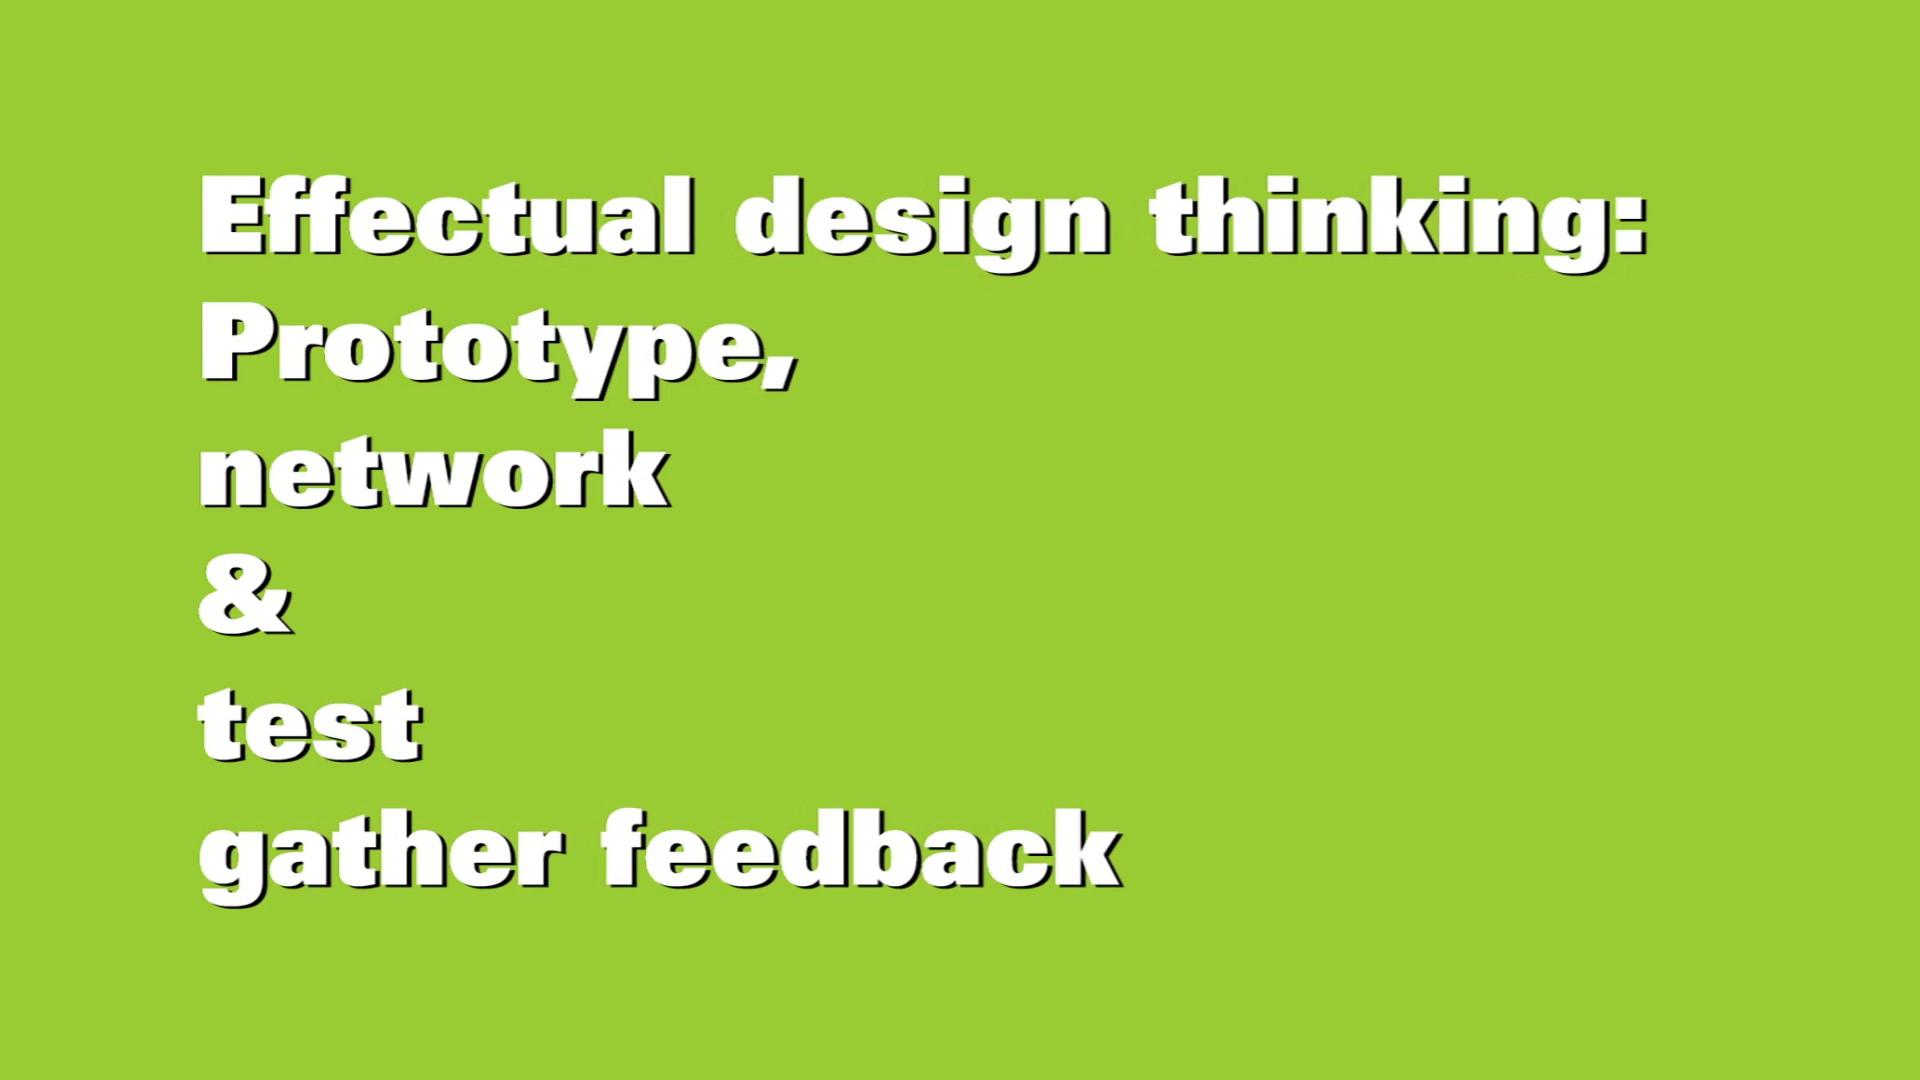 Effectual design thinking:
Prototype,
network
&
test
gather feedback